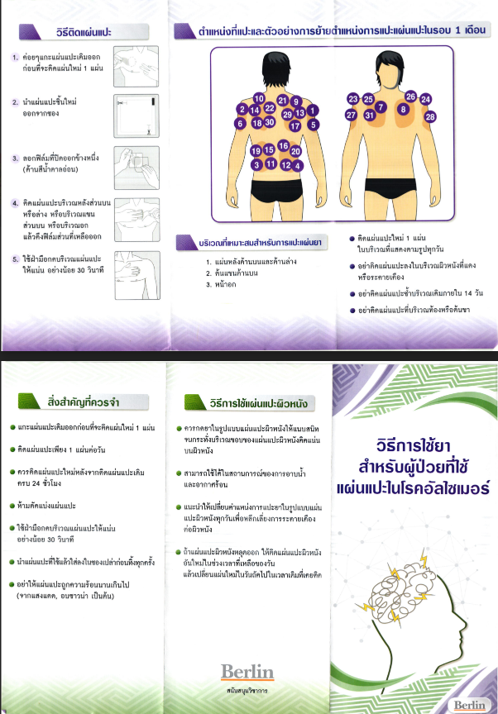 วิธีติดแผ่นแปะ
1. ค่อยๆแกะแผ่นแปะเดิมออก
ก่อนที่จะติดแผ่นใหม่ 1 แผ่น
2. นำแผ่นแปะชิ้นใหม่
ออกจากซอง
3. ลอกฟิล์มที่ปิดออกข้างหนึ่ง
(ด้านสีน้ำตาลอ่อน)
4. ติดแผ่นแปะบริเวณหลังส่วนบน
หรือล่าง หรือบริเวณแขน
ส่วนบน หรือบริเวณอก
แล้วดึงฟิล์มส่วนที่เหลือออก
5. ใช้ฝ่ามือกดบริเวณแผ่นแปะ
ให้แน่น อย่างน้อย 30 วินาที
ตำแหน่งที่แปะและตัวอย่างการย้ายตำแหน่งการแปะแผ่นแปะในรอบ 1 เดือน
10 21 9
2 14 22 29 13 1
6 18 30 17 5
19 15 16 20
3 11 12 4
23 25 7 8 26 24
27 31 28
บริเวณที่เหมาะสมสำหรับการแปะแผ่นยา
1. แผ่นหลังด้านบนและด้านล่าง
2. ต้นแขนด้านบน
3. หน้าอก
ติดแผ่นแปะใหม่ 1 แผ่น
ในบริเวณที่แสดงตามรูปทุกวัน
อย่าติดแผ่นแปะลงในบริเวณผิวหนังที่แดง
หรือระคายเคือง
อย่าติดแผ่นแปะซ้ำบริเวณเดิมภายใน 14 วัน
อย่าติดแผ่นแปะที่บริเวณท้องหรือต้นขา
สิ่งสำคัญที่ควรจำ
แกะแผ่นแปะเดิมออกก่อนที่จะติดแผ่นใหม่ 1 แผ่น
ติดแผ่นแปะเพียง 1 แผ่นต่อวัน
ควรติดแผ่นแปะใหม่หลังจากติดแผ่นแปะเดิม
ครบ 24 ชั่วโมง
ห้ามตัดแบ่งแผ่นแปะ
ใช้ฝ่ามือกดบริเวณแผ่นแปะให้แน่น
อย่างน้อย 30 วินาที
นำแผ่นแปะที่ใช้แล้วใส่ลงในซองเปล่าก่อนทิ้งทุกครั้ง
อย่าให้แผ่นแปะถูกความร้อนนานเกินไป
(จากแสงแดด, อบซาวน่า เป็นต้น)
วิธีการใช้แผ่นแปะผิวหนัง
ควรกดยาในรูปแบบแผ่นแปะผิวหนังให้แนบสนิท
จนกระทั่งบริเวณขอบของแผ่นแปะผิวหนังติดแน่น
บนผิวหนัง
สามารถใช้ได้ในสถานการณ์ของการอาบน้ำ
และอากาศร้อน
แนะนำให้เปลี่ยนตำแหน่งการแปะยาในรูปแบบแผ่น
แปะผิวหนังทุกวันเพื่อหลีกเลี่ยงการระคายเคือง
ต่อผิวหนัง
ถ้าแผ่นแปะผิวหนังหลุดออก ให้ติดแผ่นแปะผิวหนัง
อันใหม่ในช่วงเวลาที่เหลือของวัน
แล้วเปลี่ยนแผ่นใหม่ในวันถัดไปในเวลาเดิมที่เคยติด
Berlin
สนับสนุนวิชาการ
วิธีการใช้ยา
สำหรับผู้ป่วยที่ใช้
แผ่นแปะในโรคอัลไซเมอร์
Berlin